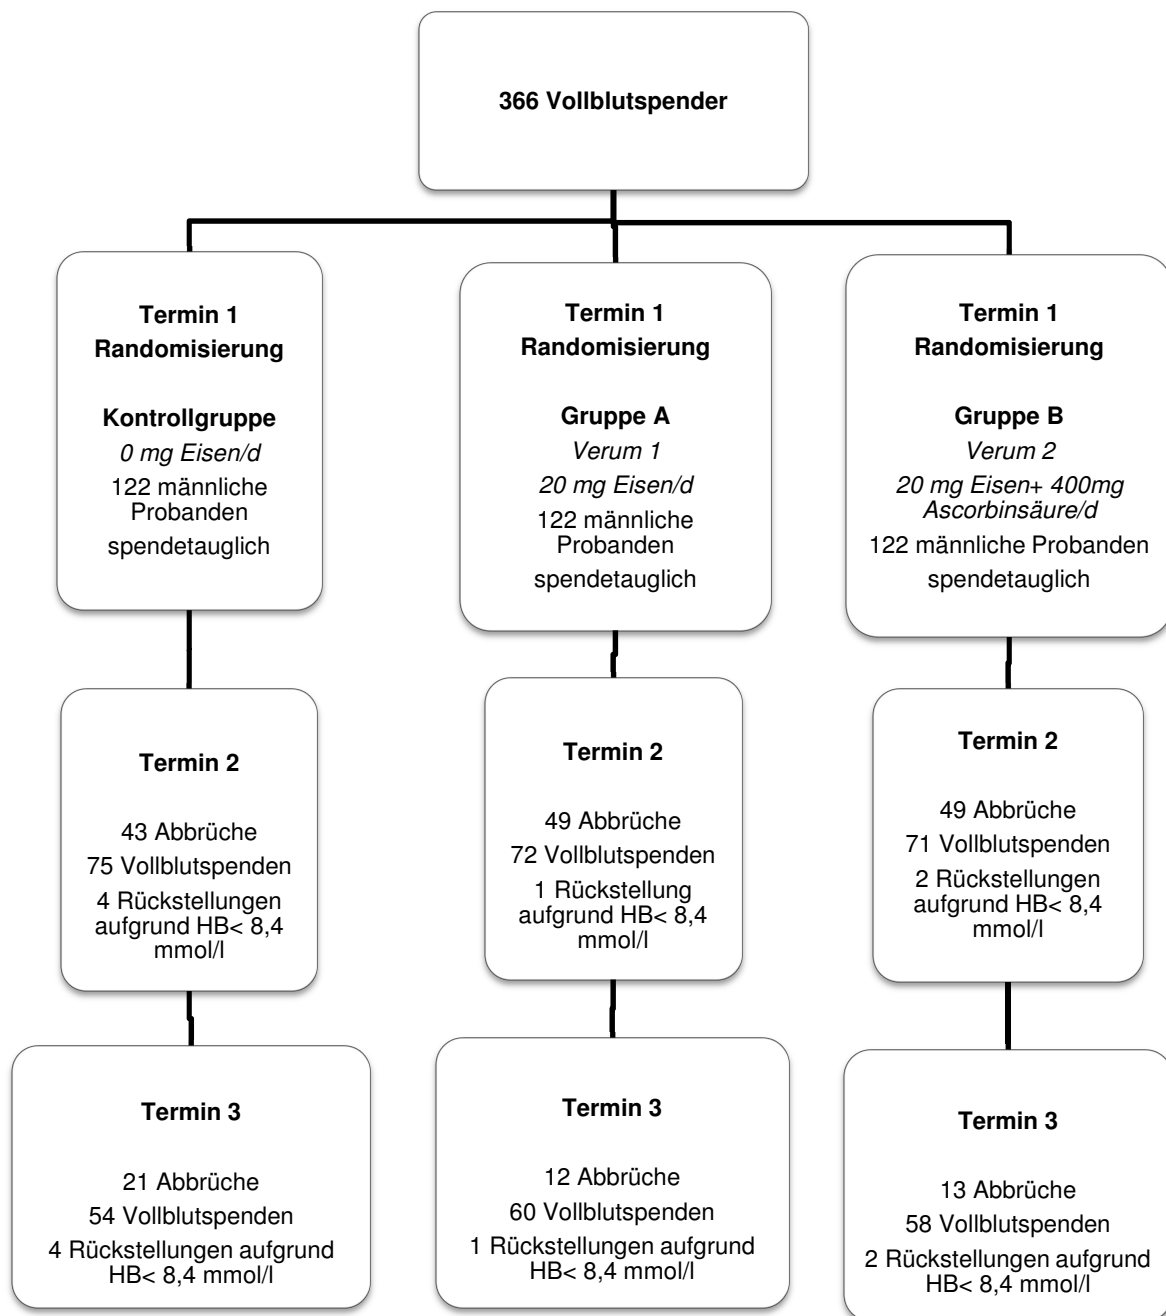 366 Vollblutspender
Termin 1
Randomisierung
Kontrollgruppe
0 mg Eisen/d
122 männliche
Probanden
spendetauglich
Termin 1
Randomisierung
Gruppe A
Verum 1
20 mg Eisen/d
122 männliche
Probanden
spendetauglich
Termin 1
Randomisierung
Gruppe B
Verum 2
20 mg Eisen+ 400mg
Ascorbinsäure/d
122 männliche Probanden
spendetauglich
Termin 2
43 Abbrüche
75 Vollblutspenden
4 Rückstellungen
aufgrund HB< 8,4
mmol/l
Termin 2
49 Abbrüche
72 Vollblutspenden
1 Rückstellung
aufgrund HB< 8,4
mmol/l
Termin 2
49 Abbrüche
71 Vollblutspenden
2 Rückstellungen
aufgrund HB< 8,4
mmol/l
Termin 3
21 Abbrüche
54 Vollblutspenden
4 Rückstellungen aufgrund
HB< 8,4 mmol/l
Termin 3
12 Abbrüche
60 Vollblutspenden
1 Rückstellungen aufgrund
HB< 8,4 mmol/l
Termin 3
13 Abbrüche
58 Vollblutspenden
2 Rückstellungen aufgrund
HB< 8,4 mmol/l